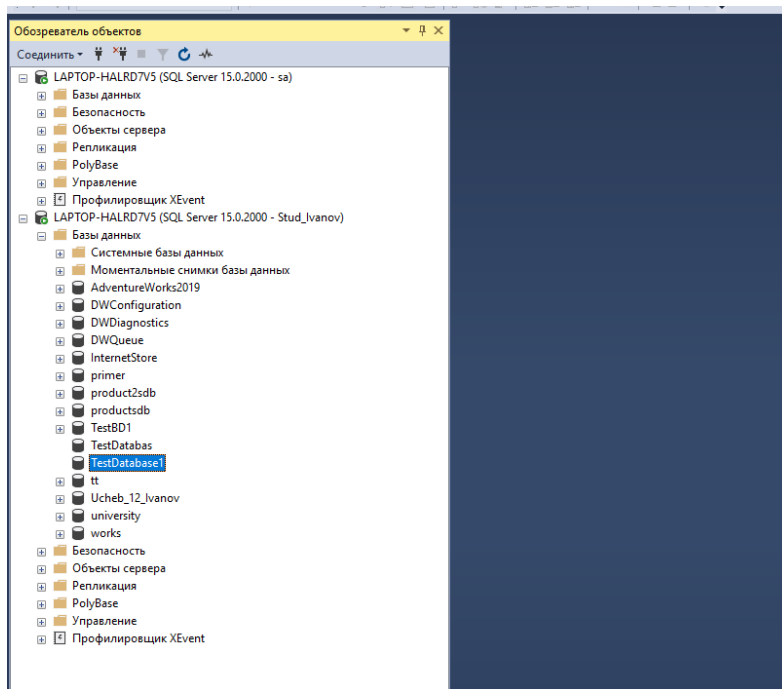 Обозреватель объектов
Соединить
LAPTOP-HALRD7V5 (SQL Server 15.0.2000 - sa)
Базы данных
Безопасность
Объекты сервера
Репликация
PolyBase
Управление
Профилировщик XEvent
LAPTOP-HALRD7V5 (SQL Server 15.0.2000 - Stud_Ivanov)
Базы данных
Системные базы данных
Моментальные снимки базы данных
AdventureWorks2019
DWConfiguration
DWDiagnostics
DWQueue
InternetStore
primer
product2sdb
productsdb
TestBD1
TestDatabas
TestDatabase1
tt
Ucheb_12_Ivanov
university
works
Безопасность
Объекты сервера
Репликация
PolyBase
Управление
Профилировщик XEvent